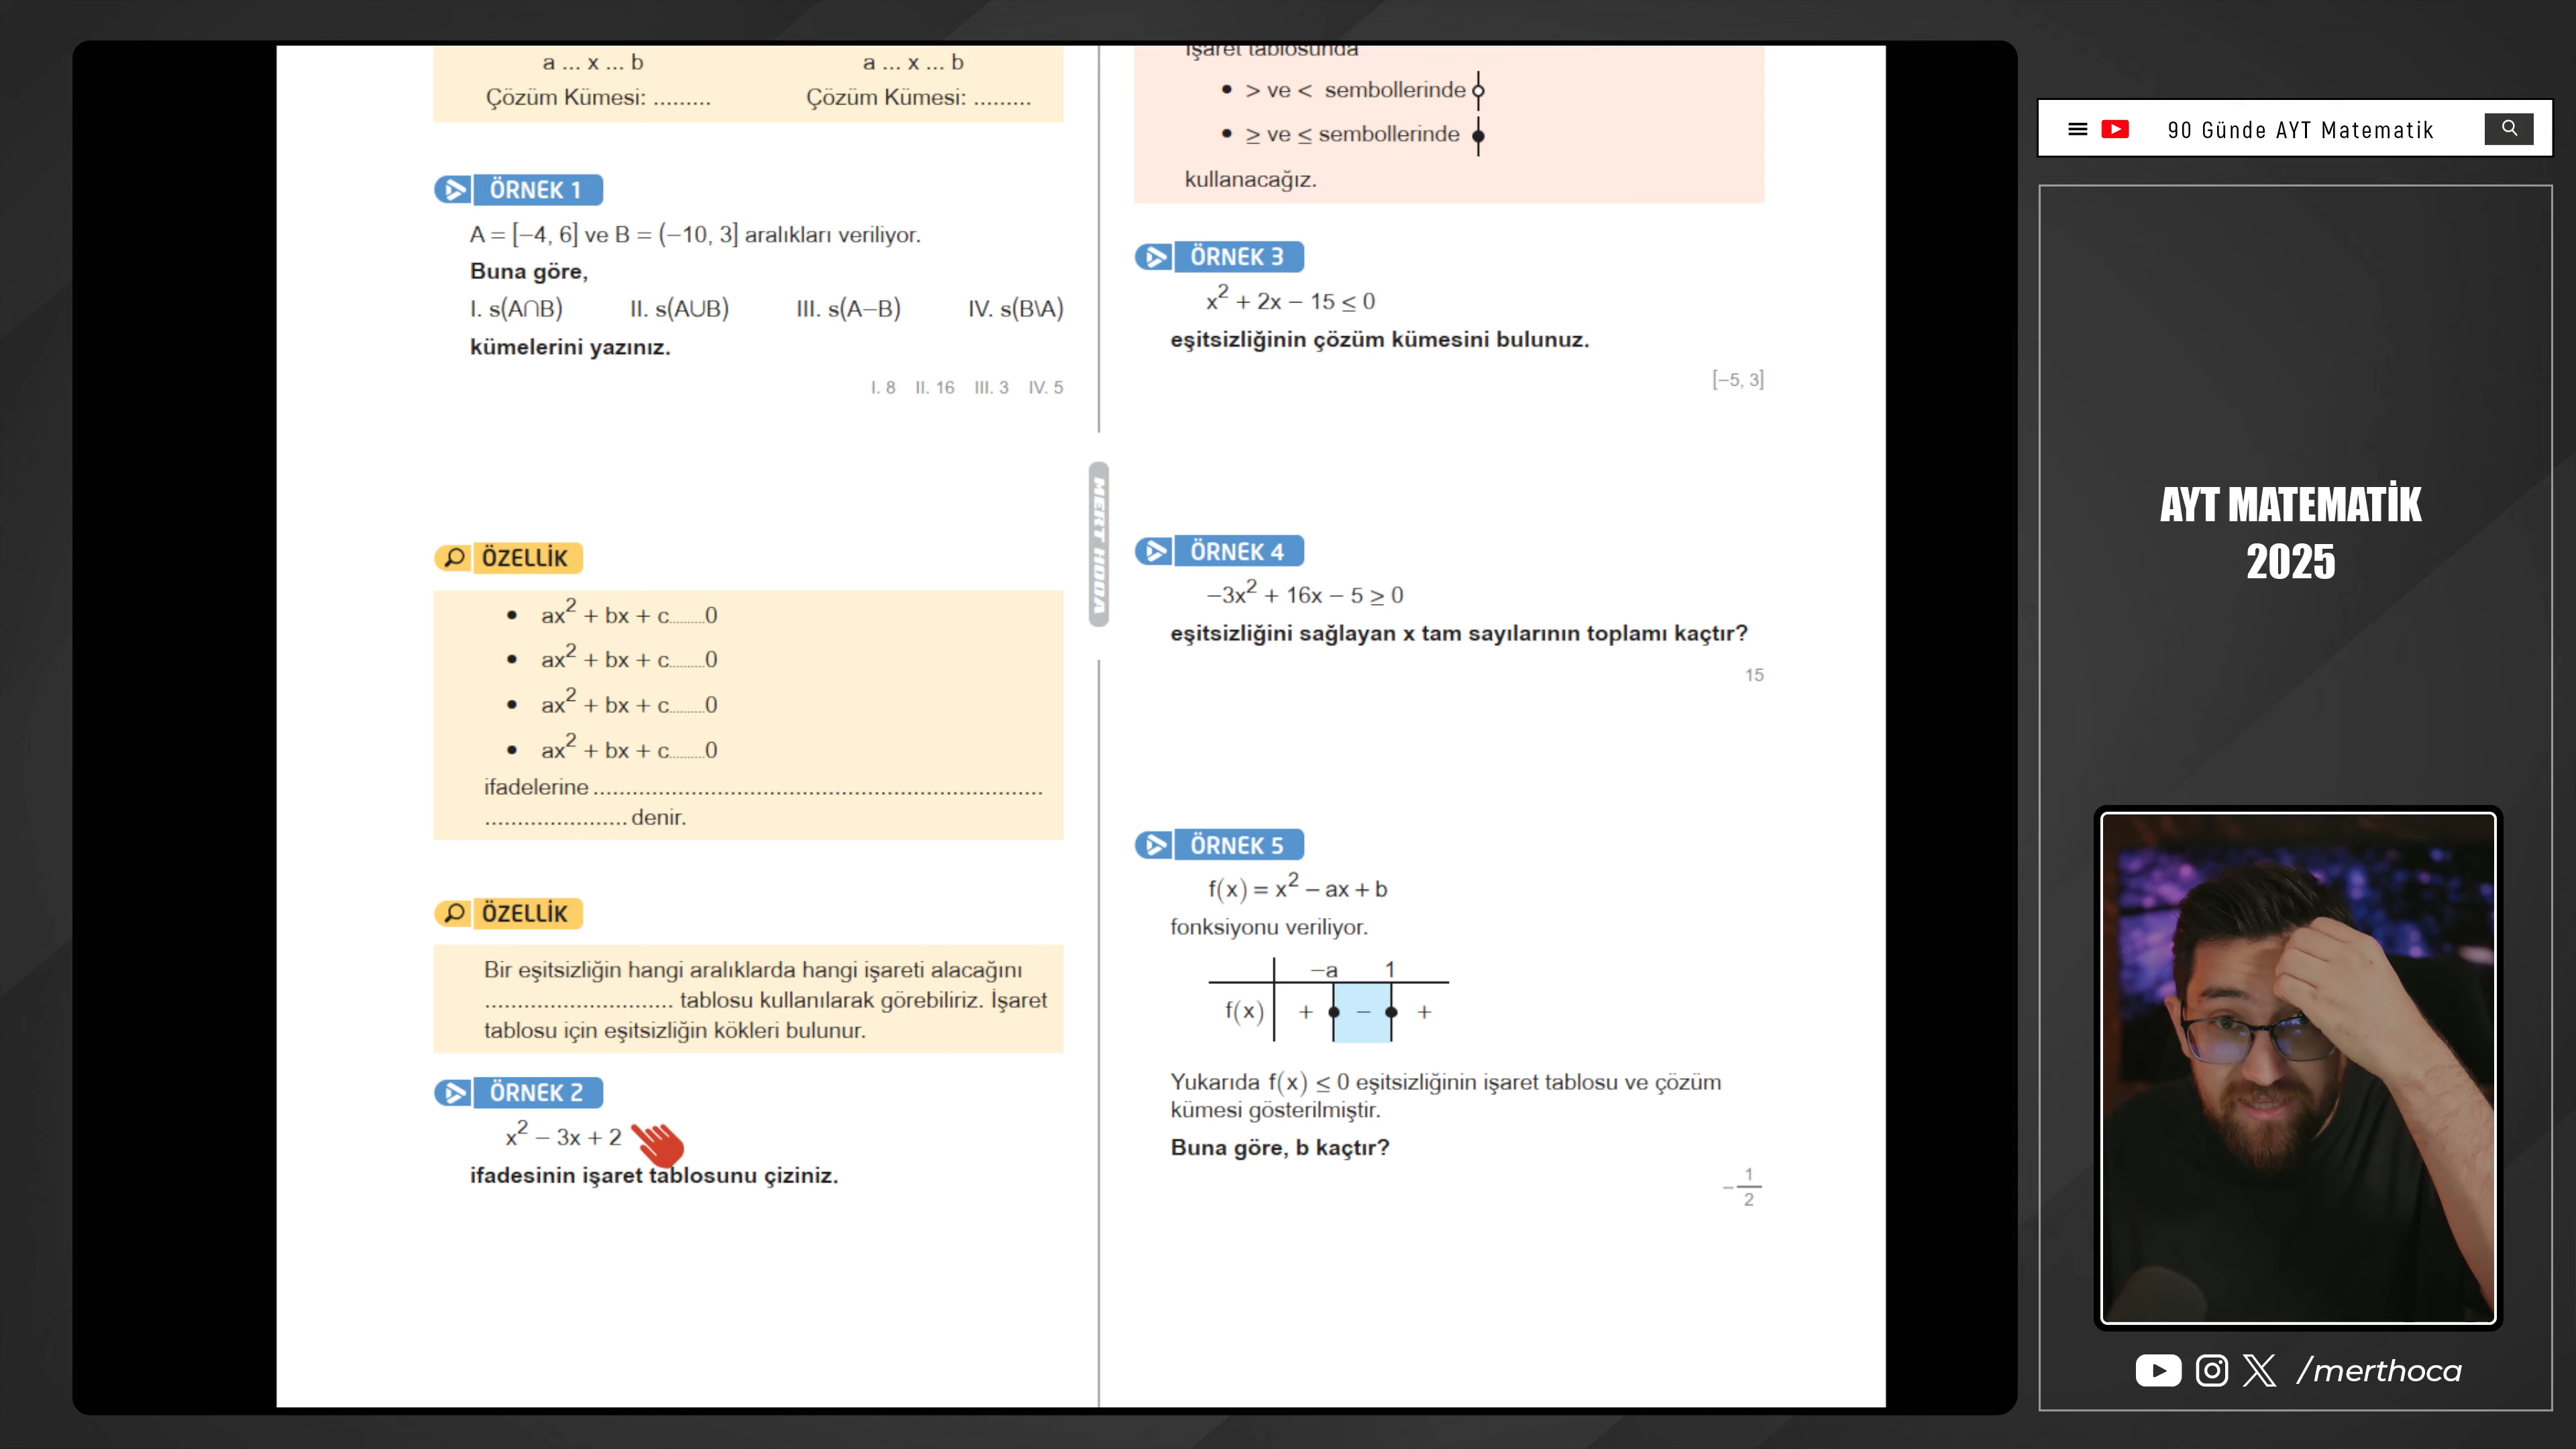 a ... x ... b
a ... x ... b
Çözüm Kümesi: .........
Çözüm Kümesi: .........
ÖRNEK 1
A = [−4, 6] ve B = (−10, 3] aralıkları veriliyor.
Buna göre,
I. s(A∩B) II. s(A∪B) III. s(A−B) IV. s(B\A)
kümelerini yazınız.
I. 8 II. 16 III. 3 IV. 5
ÖZELLİK
• ax² + bx + c.........0
• ax² + bx + c.........0
• ax² + bx + c.........0
• ax² + bx + c.........0
ifadelerine .....................................................................
...................... denir.
ÖZELLİK
Bir eşitsizliğin hangi aralıklarda hangi işareti alacağını
............................. tablosu kullanılarak görebiliriz. İşaret
tablosu için eşitsizliğin kökleri bulunur.
ÖRNEK 2
x² − 3x + 2
ifadesinin işaret tablosunu çiziniz.
MERT HOCA
İşaret tablosunda
• > ve < sembollerinde
• ≥ ve ≤ sembollerinde
kullanacağız.
ÖRNEK 3
x² + 2x − 15 ≤ 0
eşitsizliğinin çözüm kümesini bulunuz.
[−5, 3]
ÖRNEK 4
−3x² + 16x − 5 ≥ 0
eşitsizliğini sağlayan x tam sayılarının toplamı kaçtır?
15
ÖRNEK 5
f(x) = x² − ax + b
fonksiyonu veriliyor.
−a 1
f(x) + − +
Yukarıda f(x) ≤ 0 eşitsizliğinin işaret tablosu ve çözüm
kümesi gösterilmiştir.
Buna göre, b kaçtır?
−1/2
90 Günde AYT Matematik
AYT MATEMATİK
2025
/merthoca